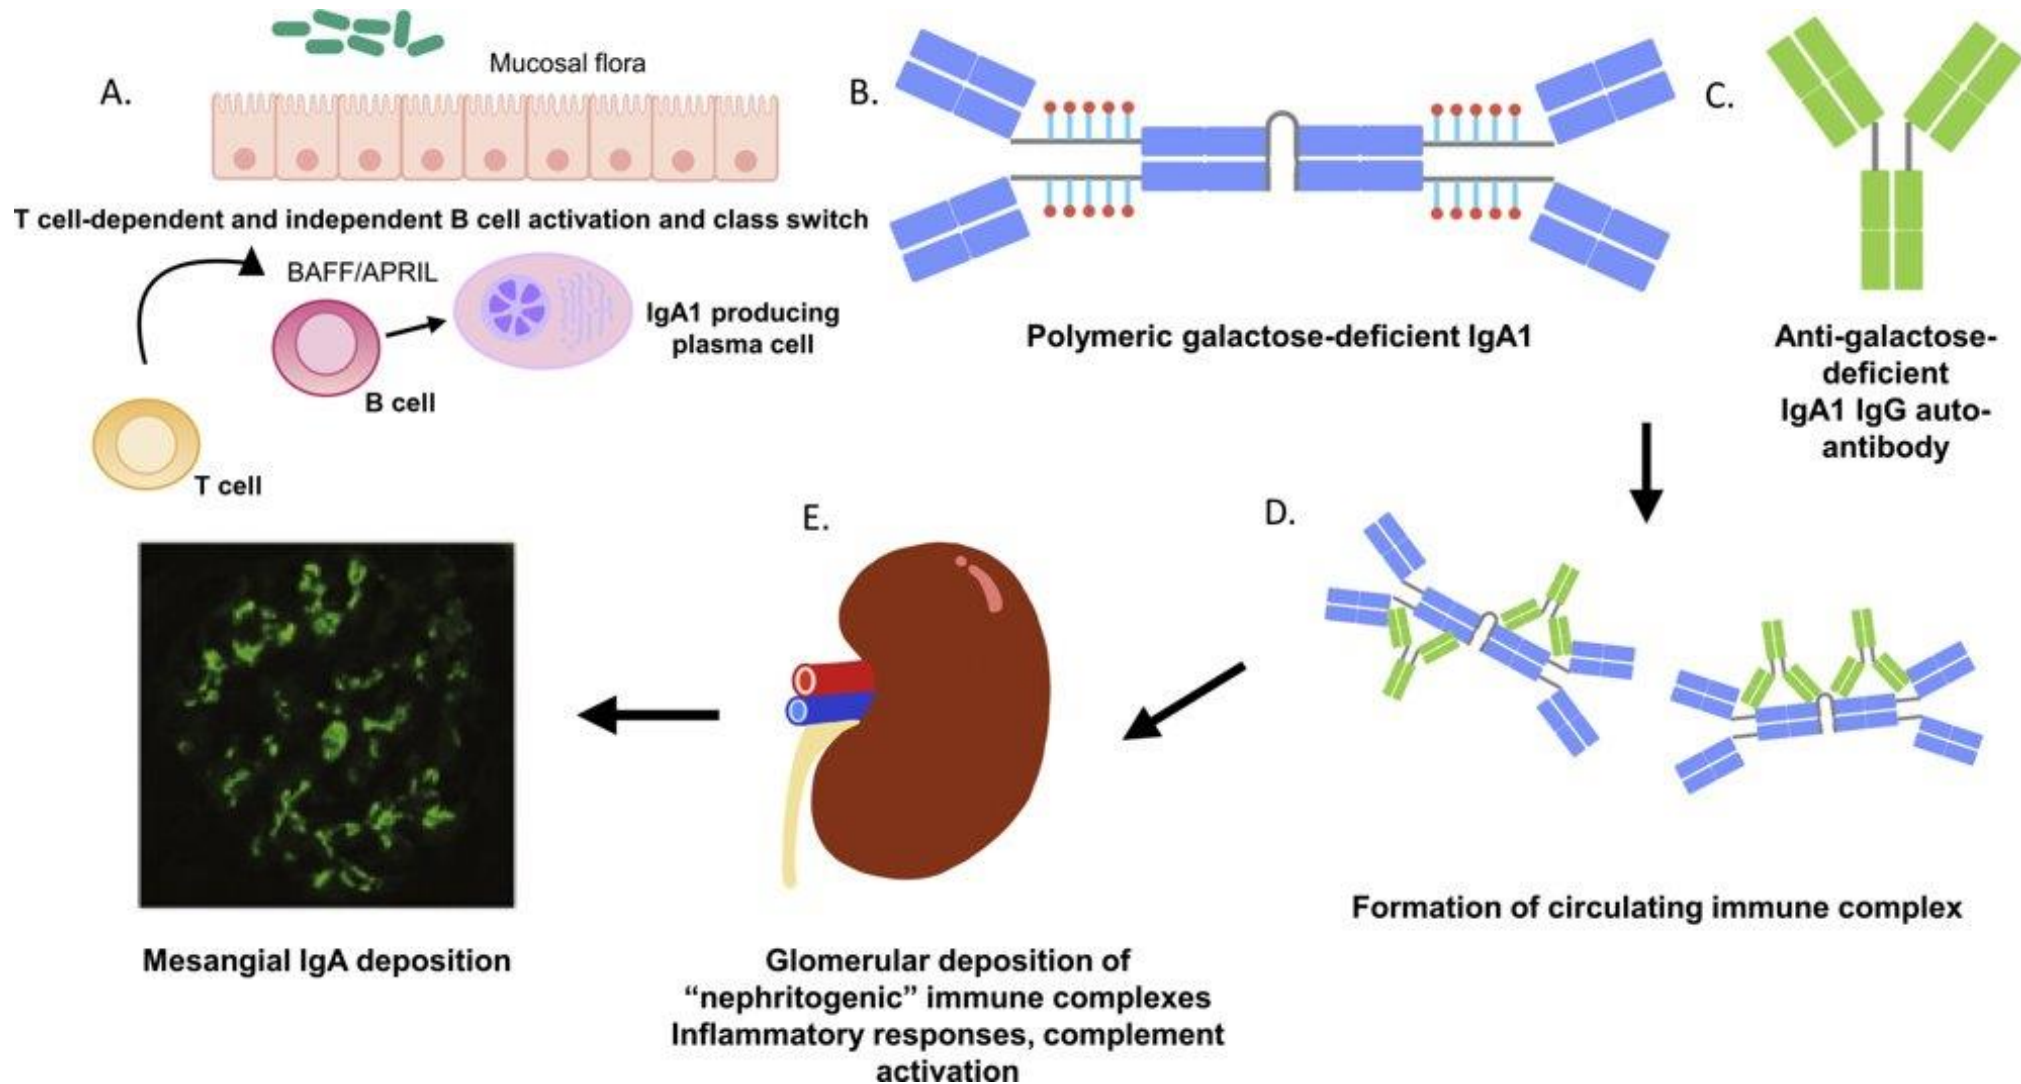 A.
Mucosal flora
T cell-dependent and independent B cell activation and class switch
BAFF/APRIL
IgA1 producing
plasma cell
B cell
T cell
B.
Polymeric galactose-deficient IgA1
C.
Anti-galactose-
deficient
IgA1 IgG auto-
antibody
D.
Formation of circulating immune complex
E.
Glomerular deposition of
“nephritogenic” immune complexes
Inflammatory responses, complement
activation
Mesangial IgA deposition